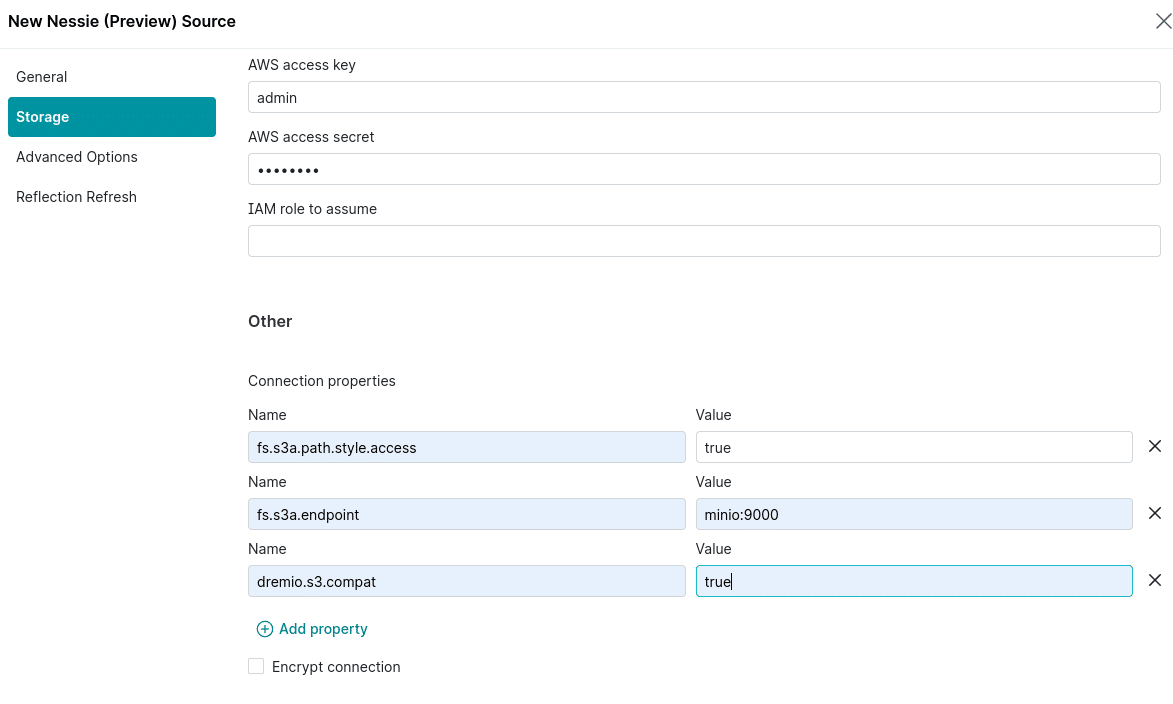 New Nessie (Preview) Source
General
Storage
Advanced Options
Reflection Refresh
AWS access key
admin
AWS access secret
••••••••
IAM role to assume
Other
Connection properties
Name Value
fs.s3a.path.style.access true
Name Value
fs.s3a.endpoint minio:9000
Name Value
dremio.s3.compat true
Add property
Encrypt connection